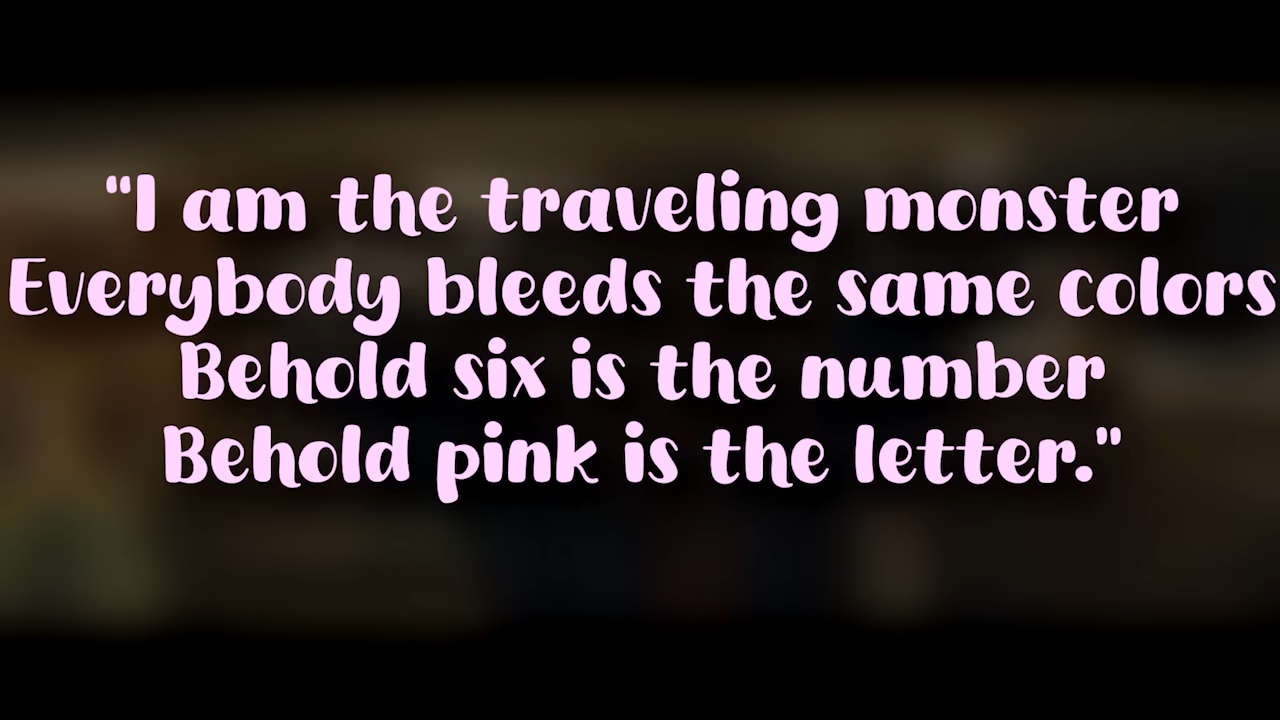 "I am the traveling monster
Everybody bleeds the same colors
Behold six is the number
Behold pink is the letter."